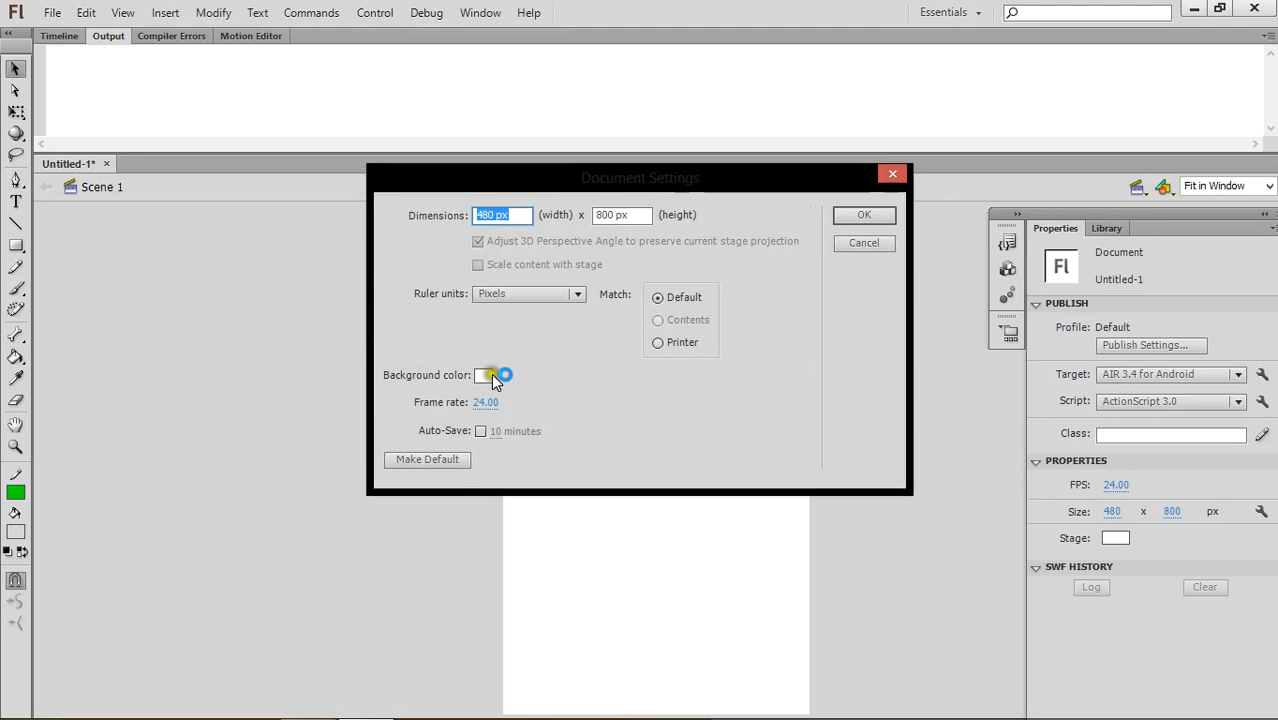 Fl File Edit View Insert Modify Text Commands Control Debug Window Help Essentials
Timeline Output Compiler Errors Motion Editor
Untitled-1* ×
Scene 1 Fit in Window
Document Settings
Dimensions: 480 px (width) x 800 px (height) OK
Adjust 3D Perspective Angle to preserve current stage projection Cancel
Scale content with stage
Ruler units: Pixels Match: Default
Contents
Printer
Background color:
Frame rate: 24.00
Auto-Save: 10 minutes
Make Default
Properties Library
Fl Document
Untitled-1
PUBLISH
Profile: Default
Publish Settings...
Target: AIR 3.4 for Android
Script: ActionScript 3.0
Class:
PROPERTIES
FPS: 24.00
Size: 480 x 800 px
Stage:
SWF HISTORY
Log Clear